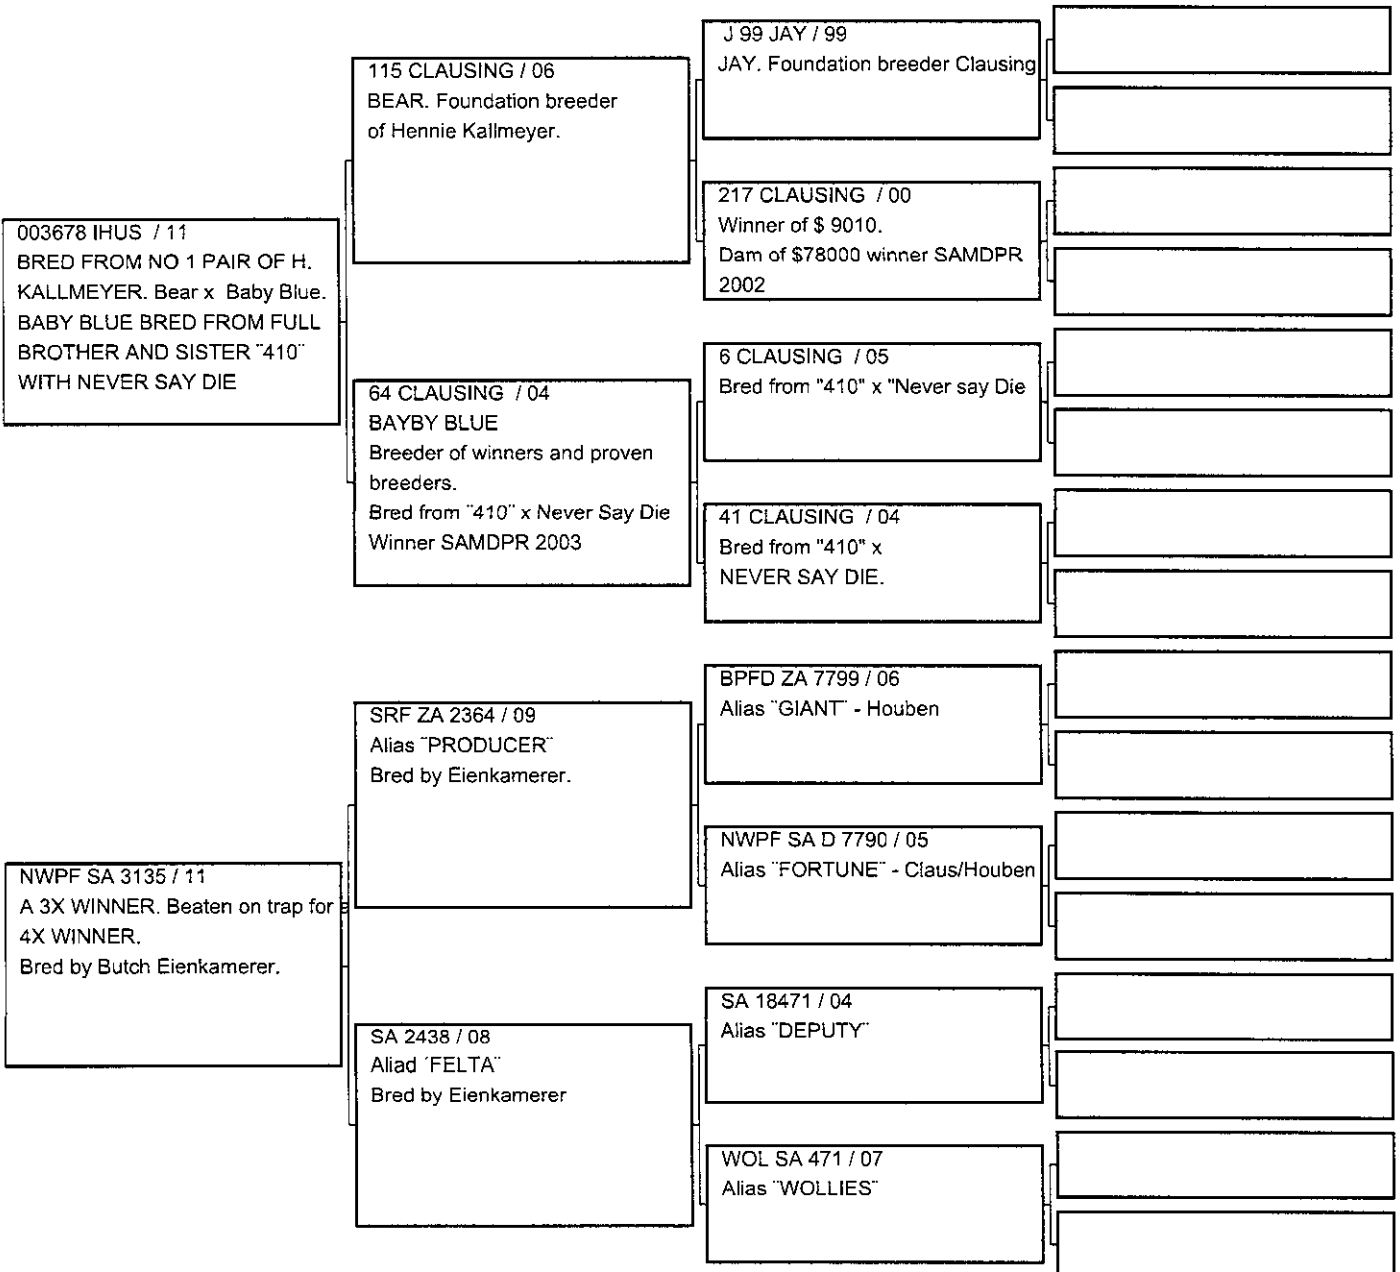 003678 IHUS / 11
BRED FROM NO 1 PAIR OF H.
KALLMEYER. Bear x Baby Blue.
BABY BLUE BRED FROM FULL
BROTHER AND SISTER ¨410¨
WITH NEVER SAY DIE
115 CLAUSING / 06
BEAR. Foundation breeder
of Hennie Kallmeyer.
64 CLAUSING / 04
BAYBY BLUE
Breeder of winners and proven
breeders.
Bred from ¨410¨ x Never Say Die
Winner SAMDPR 2003
J 99 JAY / 99
JAY. Foundation breeder Clausing
217 CLAUSING / 00
Winner of $ 9010.
Dam of $78000 winner SAMDPR
2002
6 CLAUSING / 05
Bred from "410" x "Never say Die
41 CLAUSING / 04
Bred from "410" x
NEVER SAY DIE.
NWPF SA 3135 / 11
A 3X WINNER. Beaten on trap for
4X WINNER.
Bred by Butch Eienkamerer.
SRF ZA 2364 / 09
Alias ¨PRODUCER¨
Bred by Eienkamerer.
SA 2438 / 08
Aliad ´FELTA¨
Bred by Eienkamerer
BPFD ZA 7799 / 06
Alias ¨GIANT¨ - Houben
NWPF SA D 7790 / 05
Alias ¨FORTUNE¨ - Claus/Houben
SA 18471 / 04
Alias ¨DEPUTY¨
WOL SA 471 / 07
Alias ¨WOLLIES¨